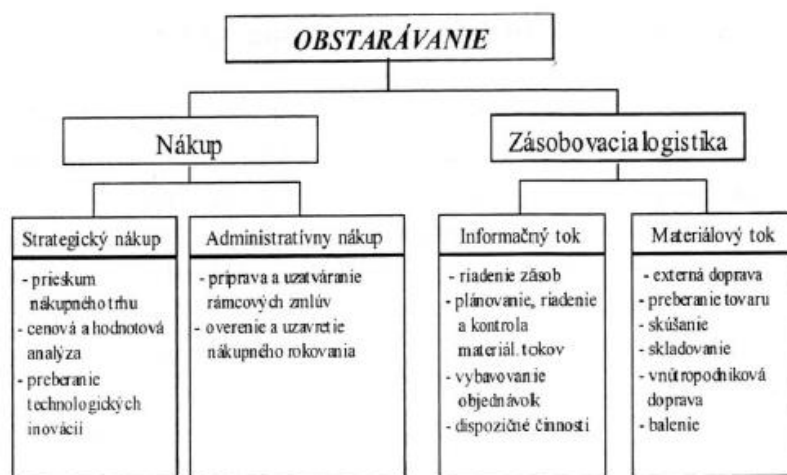 OBSTARÁVANIE
Nákup
Zásobovacia logistika
Strategický nákup
- prieskum
nákupného trhu
- cenová a hodnotová
analýza
- preberanie
technologických
inovácií
Administratívny nákup
- príprava a uzatváranie
rámcových zmlúv
- overenie a uzavretie
nákupného rokovania
Informačný tok
- riadenie zásob
- plánovanie, riadenie
a kontrola
materiál. tokov
- vybavovanie
objednávok
- dispozičné činnosti
Materiálový tok
- externá doprava
- preberanie tovaru
- skúšanie
- skladovanie
- vnútropodniková
doprava
- balenie